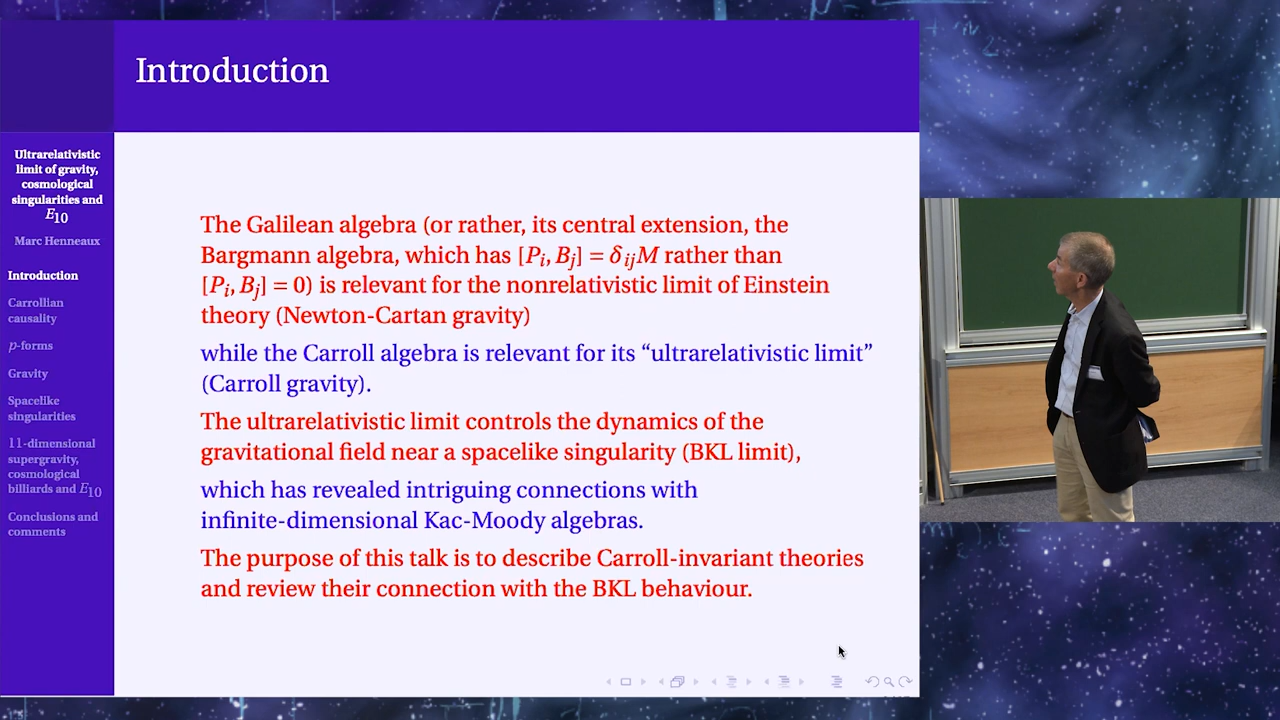 Introduction
Ultrarelativistic
limit of gravity,
cosmological
singularities and
E10
Marc Henneaux
Introduction
Carrollian
causality
p-forms
Gravity
Spacelike
singularities
11-dimensional
supergravity,
cosmological
billiards and E10
Conclusions and
comments
The Galilean algebra (or rather, its central extension, the
Bargmann algebra, which has [Pi, Bj] = δijM rather than
[Pi, Bj] = 0) is relevant for the nonrelativistic limit of Einstein
theory (Newton-Cartan gravity)
while the Carroll algebra is relevant for its “ultrarelativistic limit”
(Carroll gravity).
The ultrarelativistic limit controls the dynamics of the
gravitational field near a spacelike singularity (BKL limit),
which has revealed intriguing connections with
infinite-dimensional Kac-Moody algebras.
The purpose of this talk is to describe Carroll-invariant theories
and review their connection with the BKL behaviour.